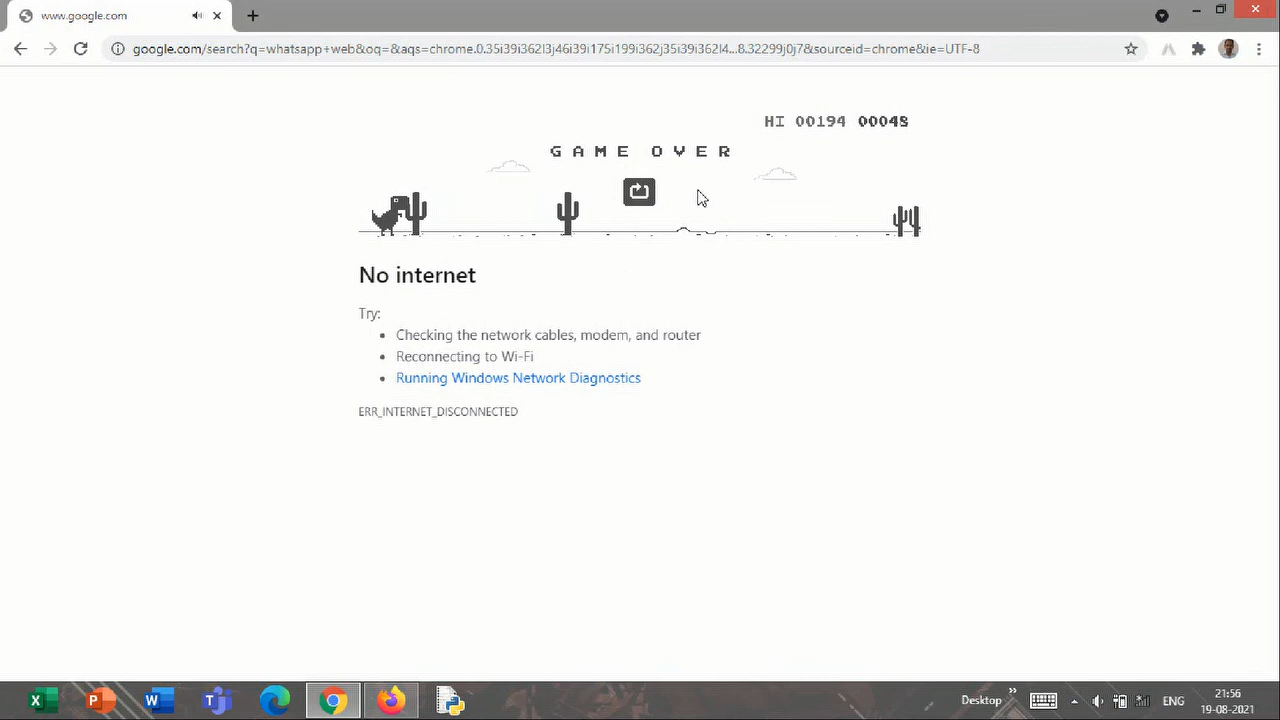 www.google.com
google.com/search?q=whatsapp+web&oq=&aqs=chrome.0.35i39i362l3j46i39i175i199i362j35i39i362l4...8.32299j0j7&sourceid=chrome&ie=UTF-8
HI 00194 00048
GAME OVER
No internet
Try:
• Checking the network cables, modem, and router
• Reconnecting to Wi-Fi
• Running Windows Network Diagnostics
ERR_INTERNET_DISCONNECTED
Desktop
ENG
21:56
19-08-2021